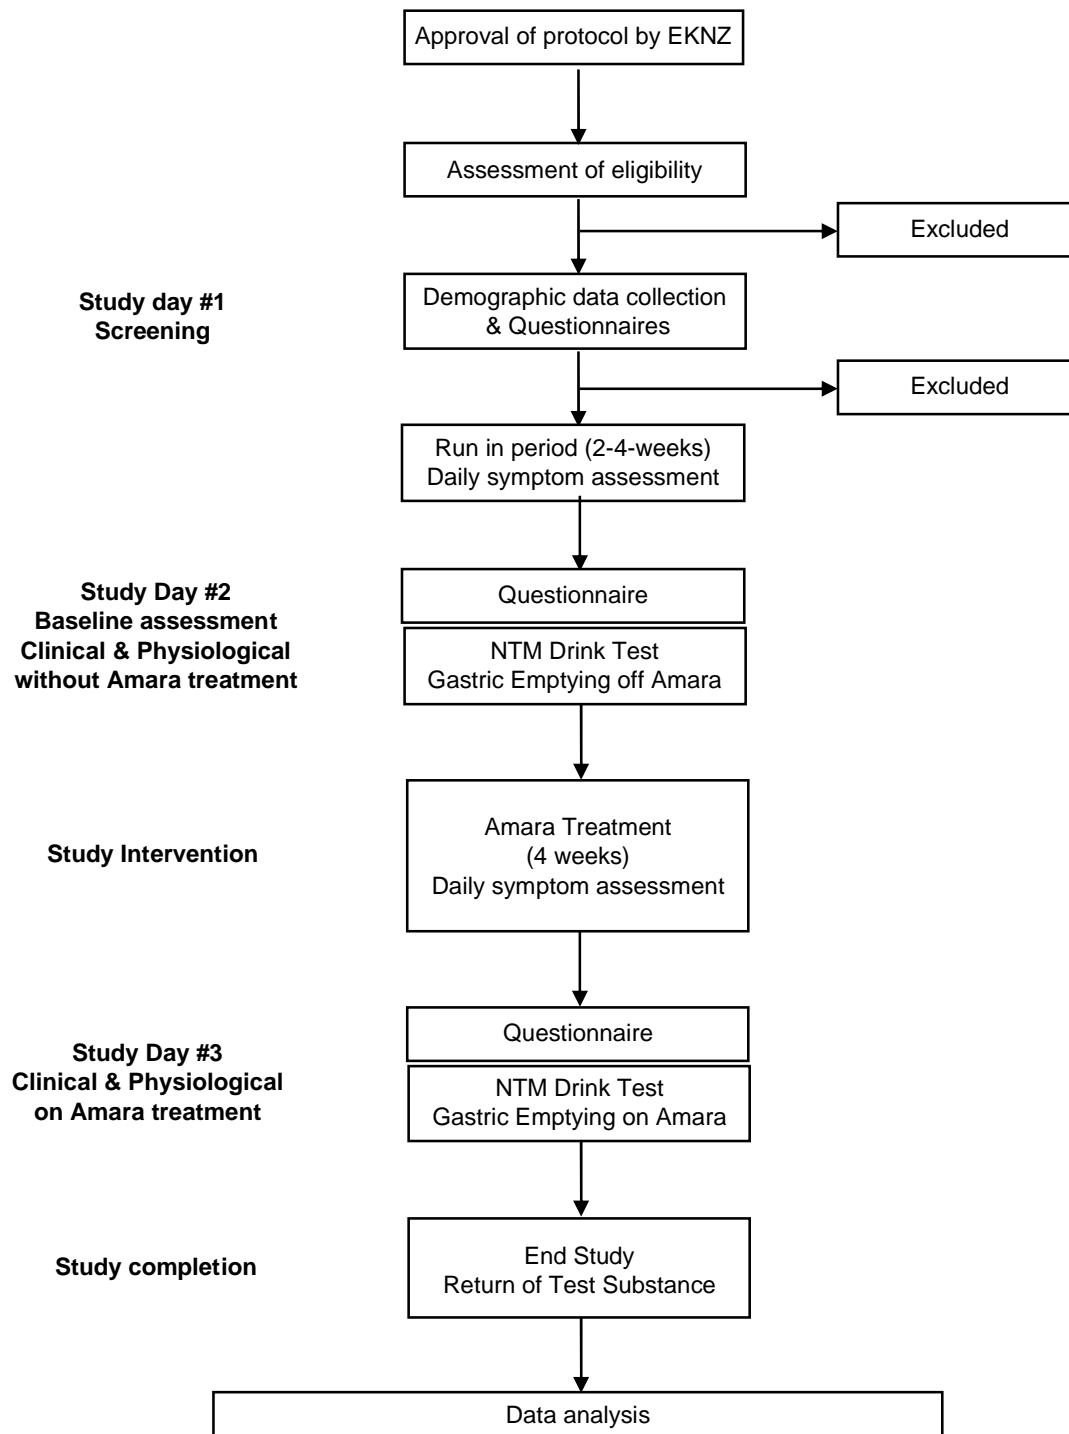 Approval of protocol by EKNZ
Assessment of eligibility
Excluded
Study day #1
Screening
Demographic data collection
& Questionnaires
Excluded
Run in period (2-4-weeks)
Daily symptom assessment
Study Day #2
Baseline assessment
Clinical & Physiological
without Amara treatment
Questionnaire
NTM Drink Test
Gastric Emptying off Amara
Study Intervention
Amara Treatment
(4 weeks)
Daily symptom assessment
Study Day #3
Clinical & Physiological
on Amara treatment
Questionnaire
NTM Drink Test
Gastric Emptying on Amara
Study completion
End Study
Return of Test Substance
Data analysis